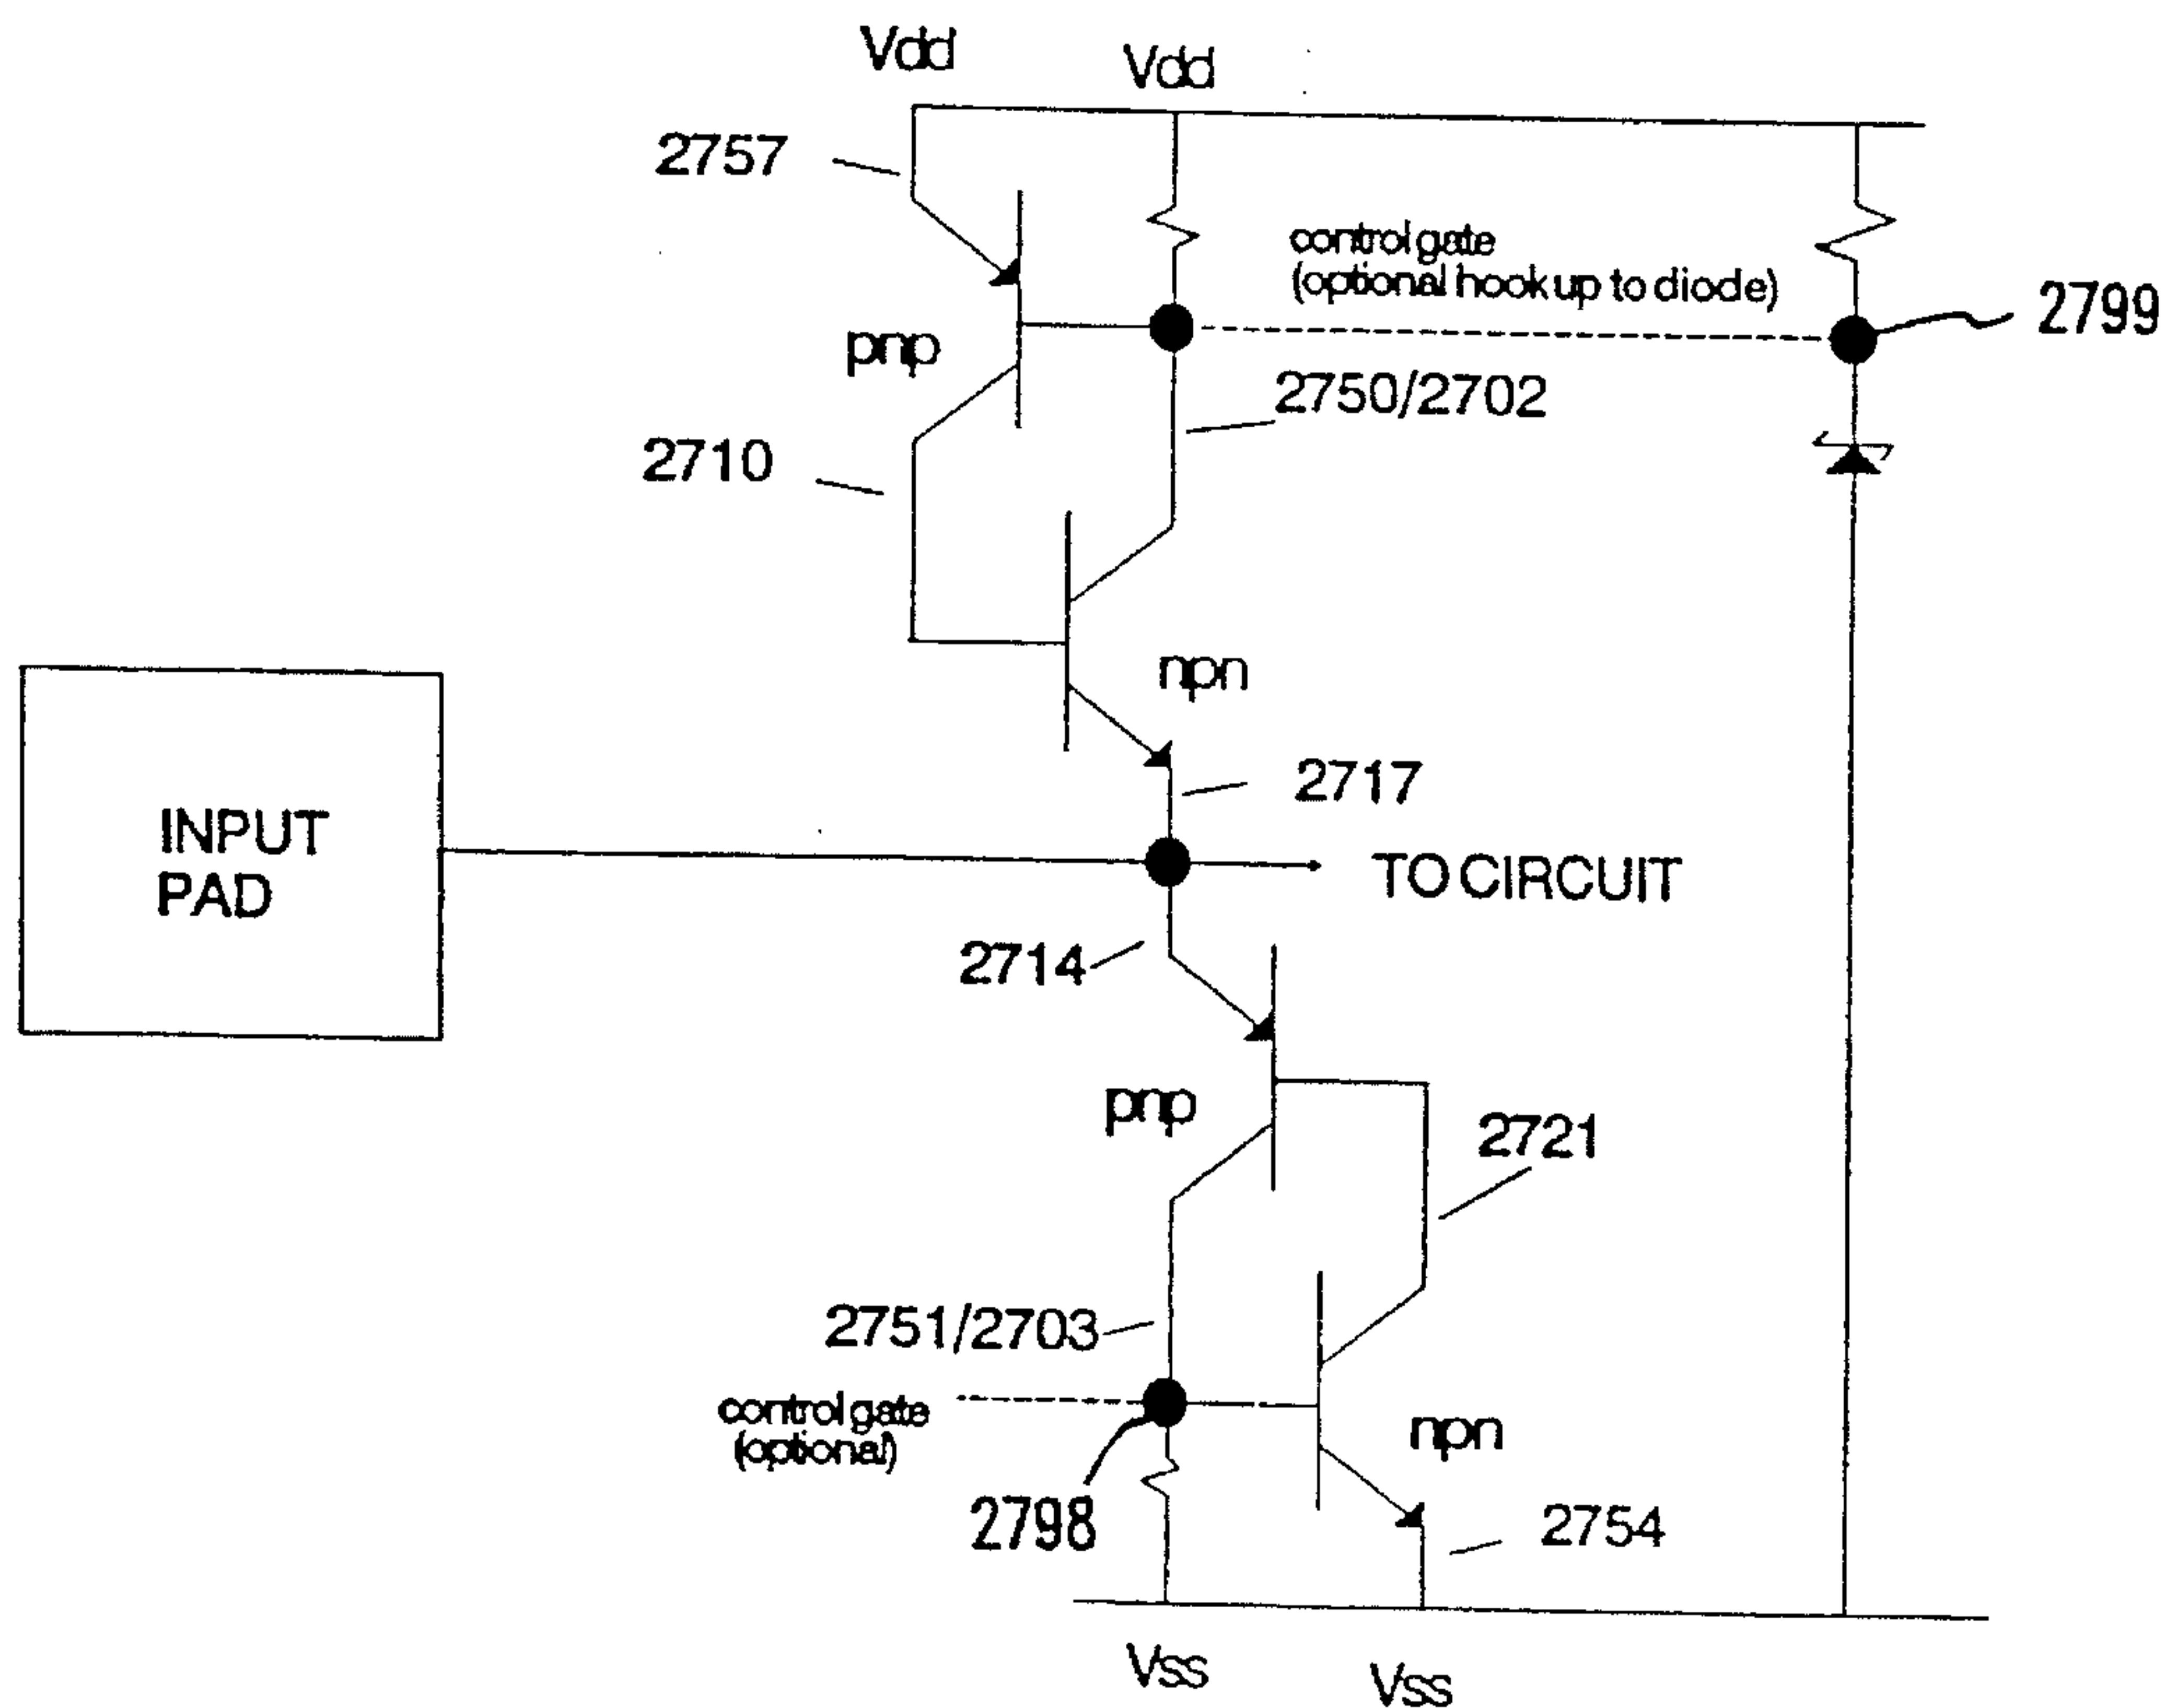 Vdd
Vdd
2757
control gate
(optional hook up to diode)
2799
pnp
2750/2702
2710
npn
2717
INPUT
PAD
TO CIRCUIT
2714
pnp
2721
2751/2703
control gate
(optional)
npn
2798
2754
Vss
Vss